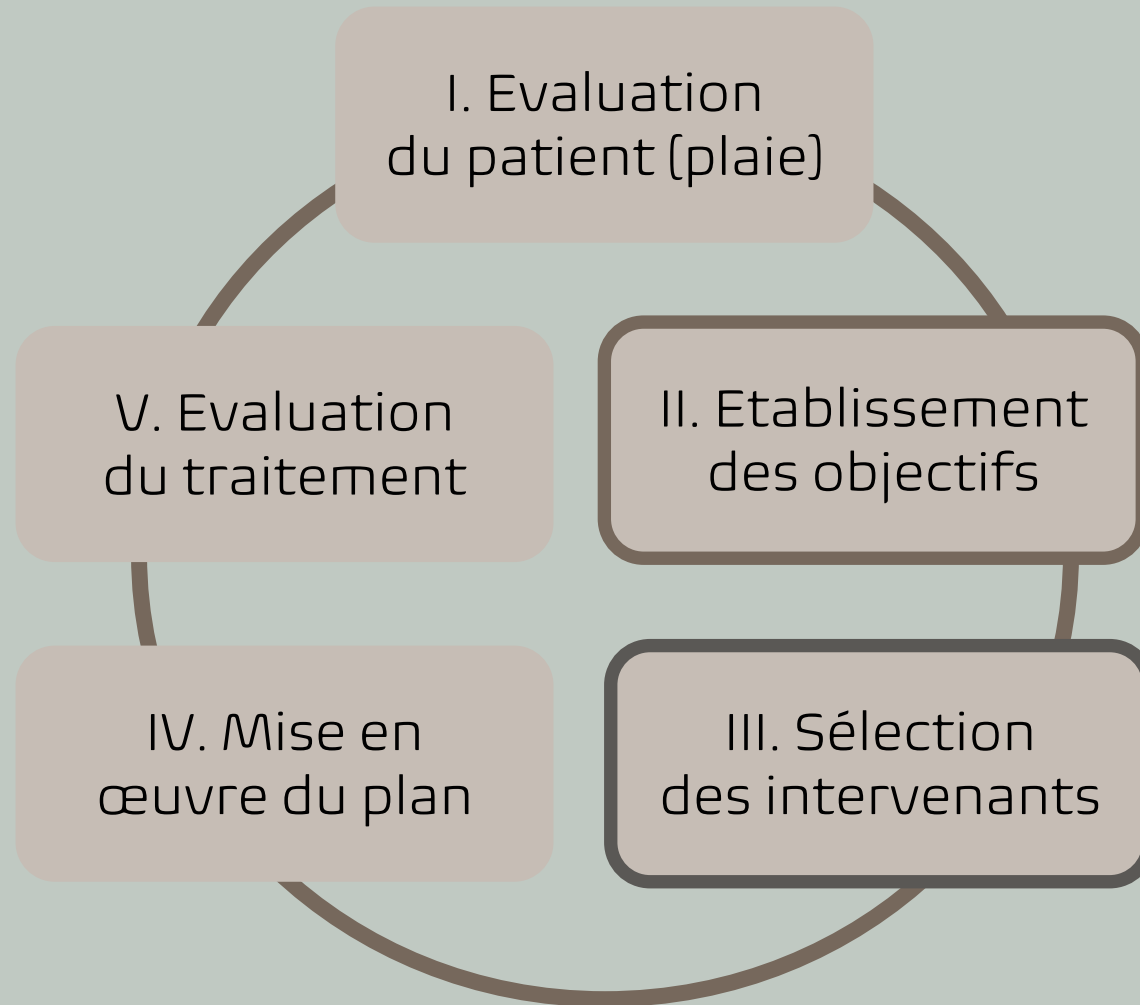 I. Evaluation
du patient (plaie)
II. Etablissement
des objectifs
III. Sélection
des intervenants
IV. Mise en
œuvre du plan
V. Evaluation
du traitement